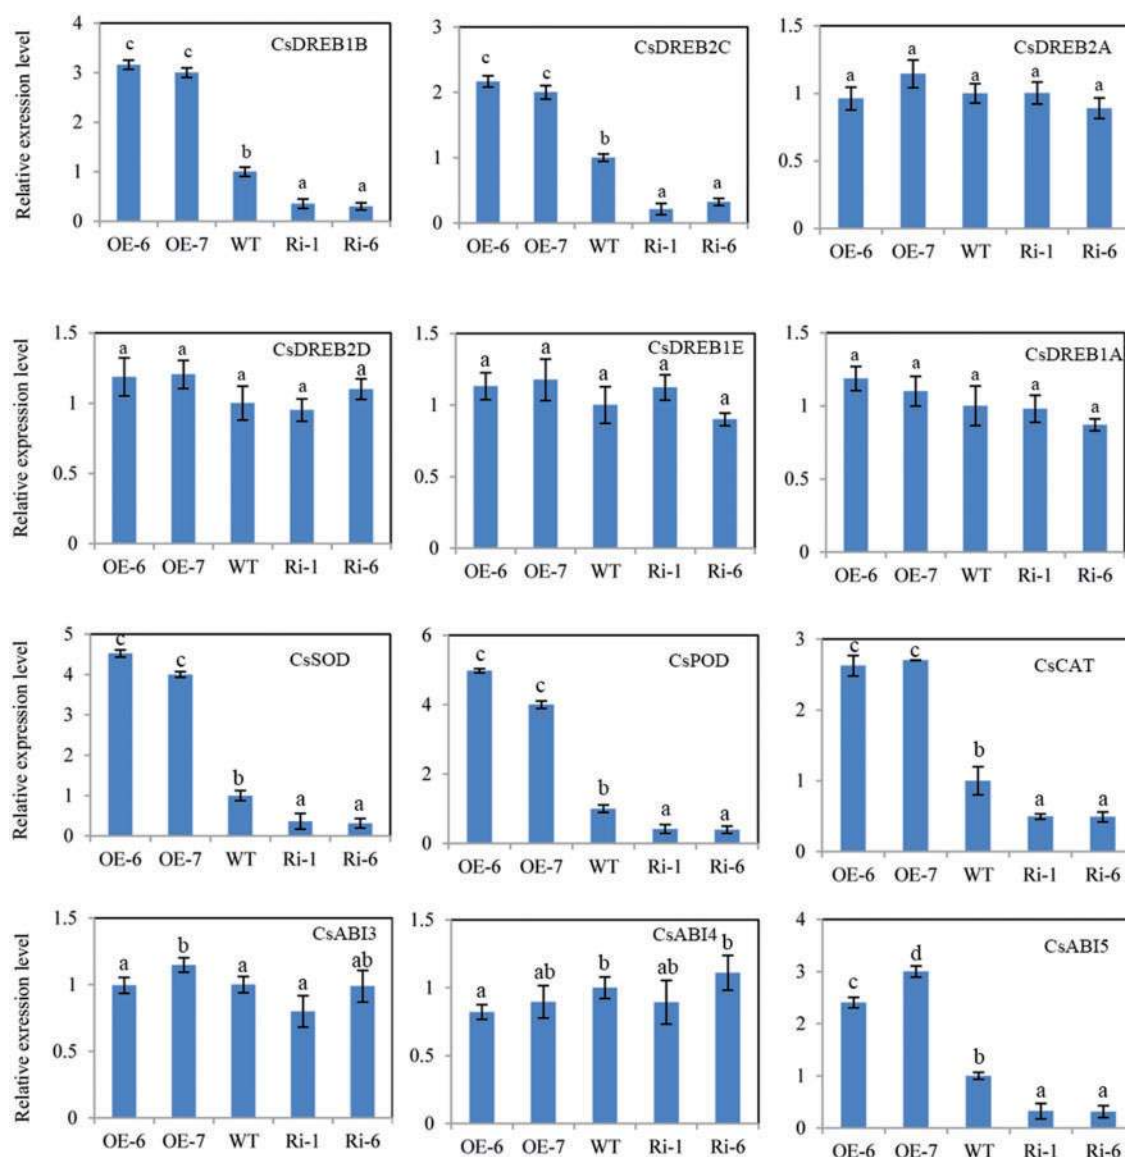 Relative exression level
CsDREB1B
4
3
2
1
0
c
c
b
a
a
OE-6 OE-7 WT Ri-1 Ri-6
CsDREB2C
3
2
1
0
c
c
b
a
a
OE-6 OE-7 WT Ri-1 Ri-6
CsDREB2A
1.5
1
0.5
0
a
a
a
a
a
OE-6 OE-7 WT Ri-1 Ri-6
Relative expression level
CsDREB2D
1.5
1
0.5
0
a
a
a
a
a
OE-6 OE-7 WT Ri-1 Ri-6
CsDREB1E
1.5
1
0.5
0
a
a
a
a
a
OE-6 OE-7 WT Ri-1 Ri-6
CsDREB1A
1.5
1
0.5
0
a
a
a
a
a
OE-6 OE-7 WT Ri-1 Ri-6
Relative expression level
CsSOD
5
4
3
2
1
0
c
c
b
a
a
OE-6 OE-7 WT Ri-1 Ri-6
CsPOD
6
4
2
0
c
c
b
a
a
OE-6 OE-7 WT Ri-1 Ri-6
CsCAT
3
2
1
0
c
c
b
a
a
OE-6 OE-7 WT Ri-1 Ri-6
Relative exression level
CsABI3
1.5
1
0.5
0
a
b
a
a
ab
OE-6 OE-7 WT Ri-1 Ri-6
CsABI4
1.5
1
0.5
0
a
ab
b
ab
b
OE-6 OE-7 WT Ri-1 Ri-6
CsABI5
4
3
2
1
0
c
d
b
a
a
OE-6 OE-7 WT Ri-1 Ri-6